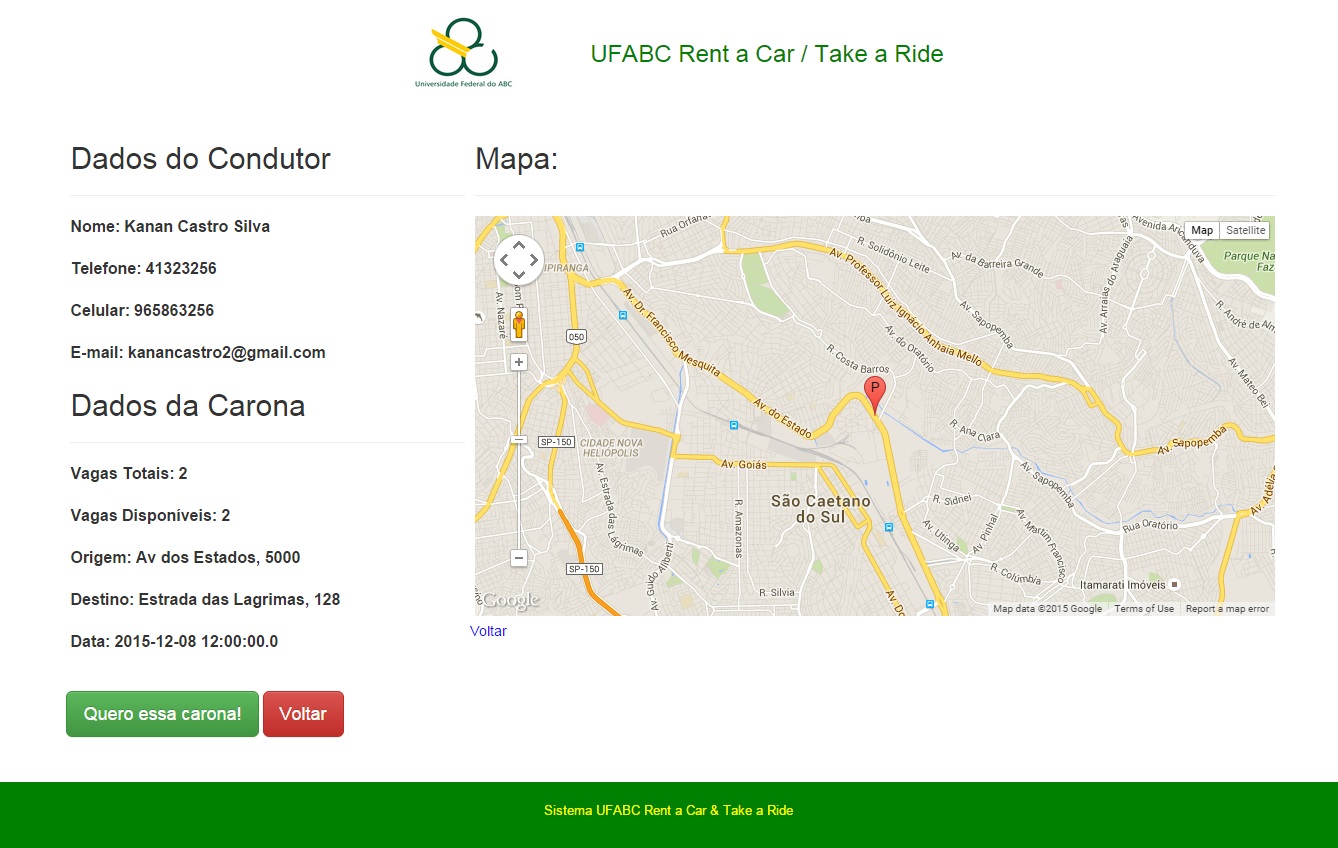 Universidade Federal do ABC
UFABC Rent a Car / Take a Ride
Dados do Condutor
Nome: Kanan Castro Silva
Telefone: 41323256
Celular: 965863256
E-mail: kanancastro2@gmail.com
Dados da Carona
Vagas Totais: 2
Vagas Disponíveis: 2
Origem: Av dos Estados, 5000
Destino: Estrada das Lagrimas, 128
Data: 2015-12-08 12:00:00.0
Quero essa carona!
Voltar
Mapa:
Map
Satellite
Rua Orfana
Avenida Aricanduva
R. Solidônio Leite
Av. da Barreira Grande
Av. Arraias do Araguaia
Parque Na
Faz
IPIRANGA
Av. Nazaré
Av. Professor Luiz Ignácio Anhaia Mello
Av. Dr. Francisco Mesquita
050
Av. Sapopemba
R. André de Alm
Av. do Oratório
R. Costa Barros
Av. Mateo Bei
P
Av. do Estado
R. Ana Clara
Av. Sapopemba
SP-150
CIDADE NOVA
HELIÓPOLIS
Av. Goiás
Av. Sapopemba
Av. Adélia
Av. Estrada das Lágrimas
R. Amazonas
São Caetano
do Sul
R. Sidnei
Av. Utinga
Av. Pinhal
Av. Martim Francisco
Rua Oratório
SP-150
Av. Guido Aliberti
R. Silvia
R. Columbia
Itamarati Imóveis
Av. Do
Google
Map data ©2015 Google
Terms of Use
Report a map error
Voltar
Sistema UFABC Rent a Car & Take a Ride